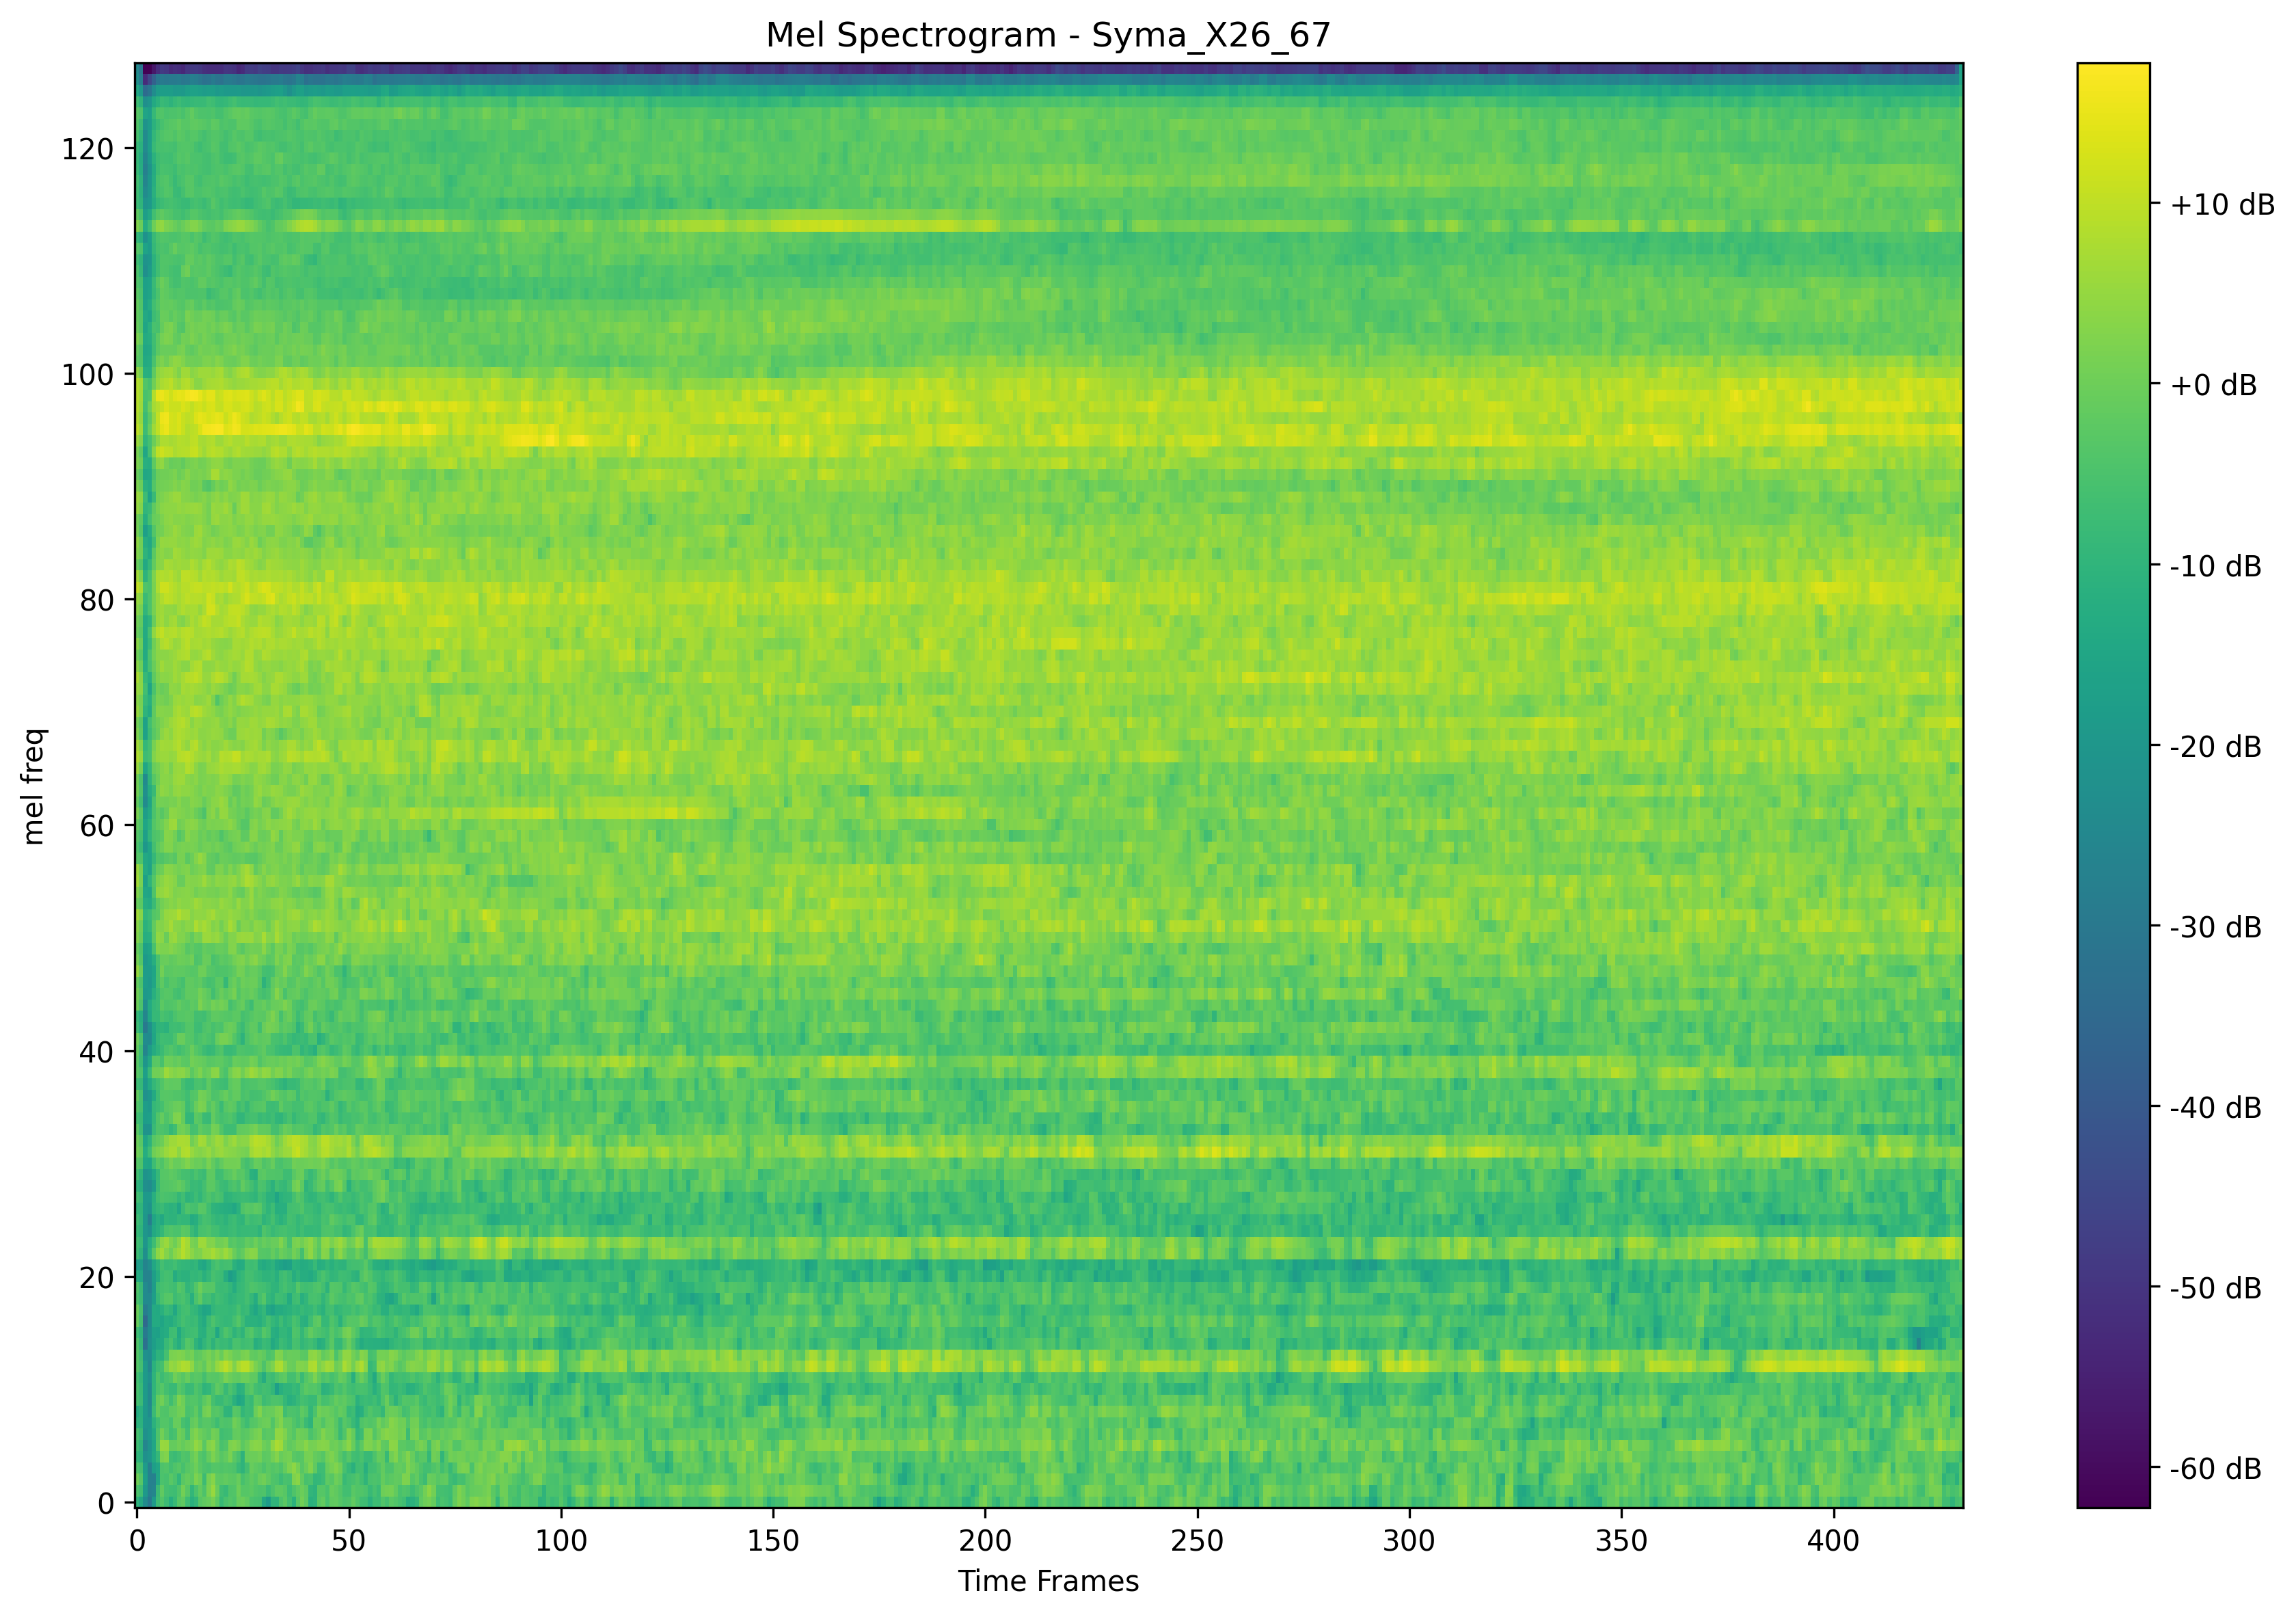 Mel Spectrogram - Syma_X26_67
mel freq
120
100
80
60
40
20
0
0 50 100 150 200 250 300 350 400
Time Frames
+10 dB
+0 dB
-10 dB
-20 dB
-30 dB
-40 dB
-50 dB
-60 dB